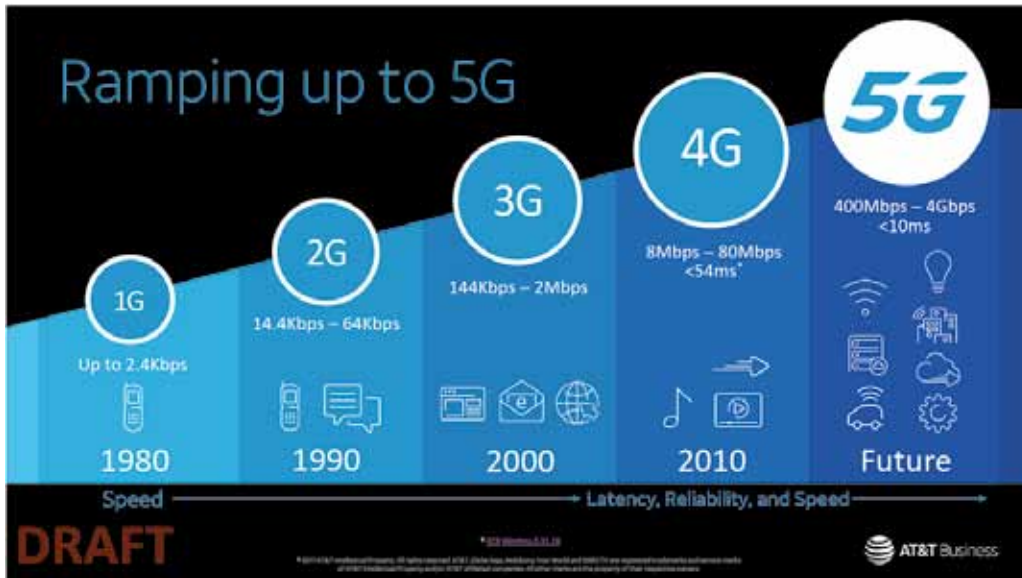 Ramping up to 5G
5G
4G
3G
2G
1G
400Mbps – 4Gbps
<10ms
8Mbps – 80Mbps
<54ms*
144Kbps – 2Mbps
14.4Kbps – 64Kbps
Up to 2.4Kbps
e
1980
1990
2000
2010
Future
Speed
Latency, Reliability, and Speed
DRAFT
AT&T Business